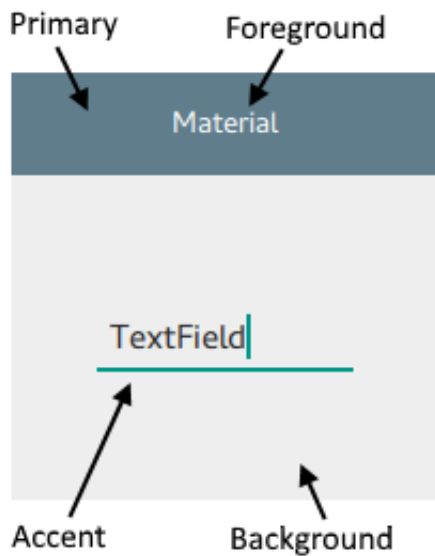 Primary
Foreground
Material
TextField
Accent
Background